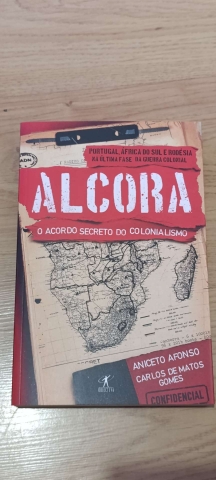 PORTUGAL, ÁFRICA DO SUL E RODÉSIA
NA ÚLTIMA FASE DA GUERRA COLONIAL
ALCORA
O ACORDO SECRETO DO COLONIALISMO
ANICETO AFONSO
CARLOS DE MATOS
GOMES
OBJECTIVA
CONFIDENCIAL